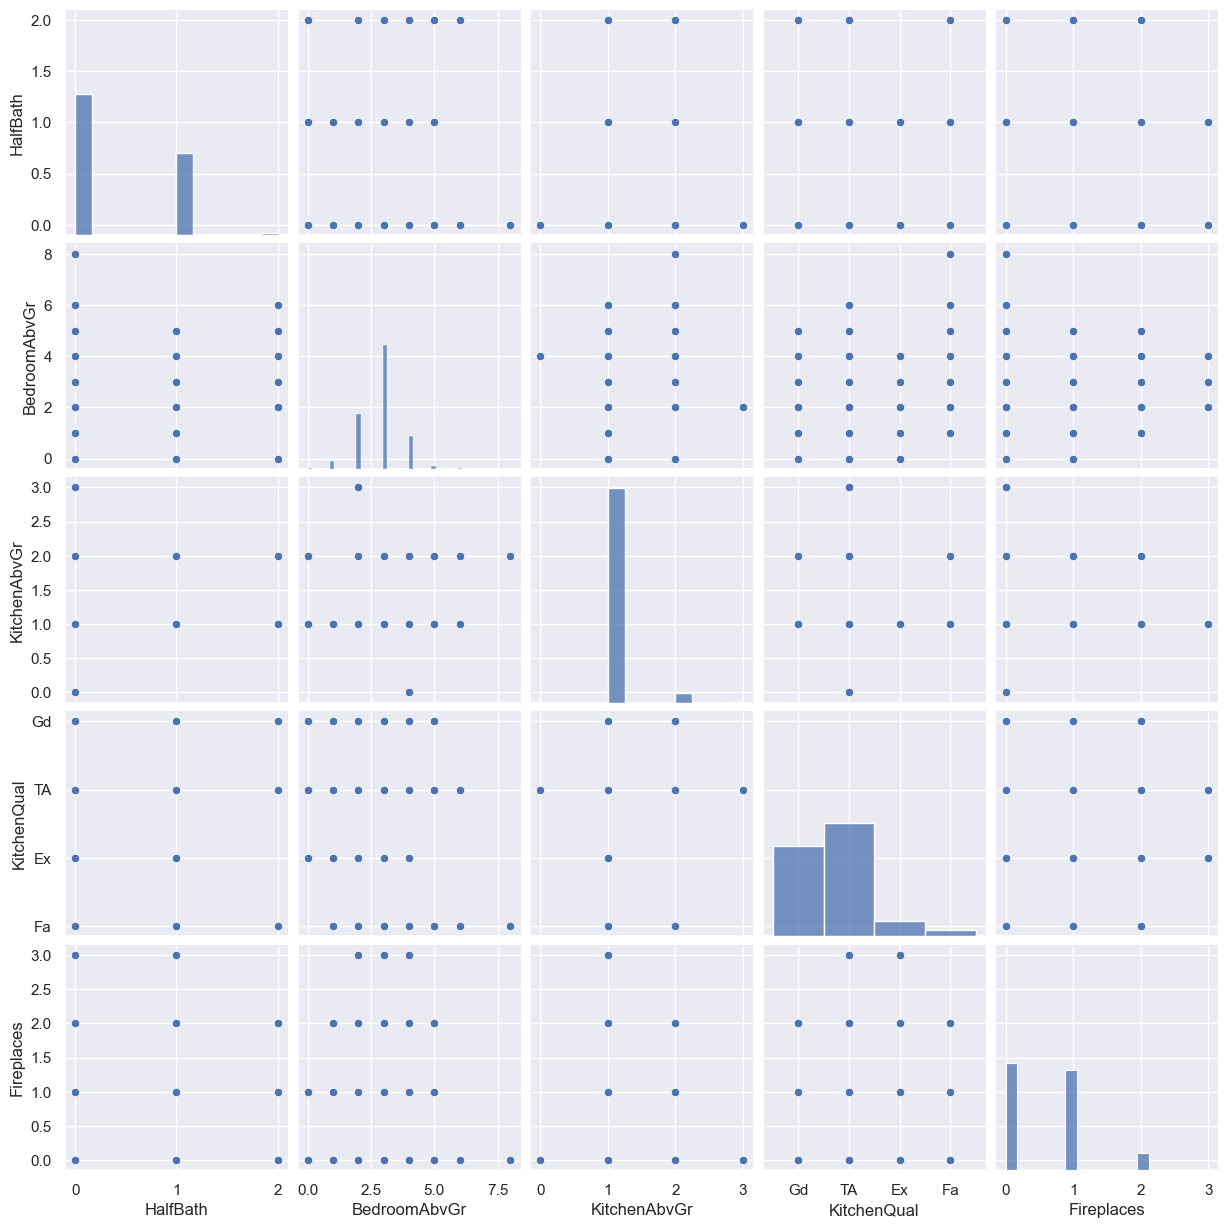 2.0
1.5
1.0
0.5
0.0
HalfBath
8
6
4
2
0
BedroomAbvGr
3.0
2.5
2.0
1.5
1.0
0.5
0.0
KitchenAbvGr
Gd
TA
Ex
Fa
KitchenQual
3.0
2.5
2.0
1.5
1.0
0.5
0.0
Fireplaces
0 1 2
0.0 2.5 5.0 7.5
0 1 2 3
Gd TA Ex Fa
0 1 2 3
HalfBath
BedroomAbvGr
KitchenAbvGr
KitchenQual
Fireplaces